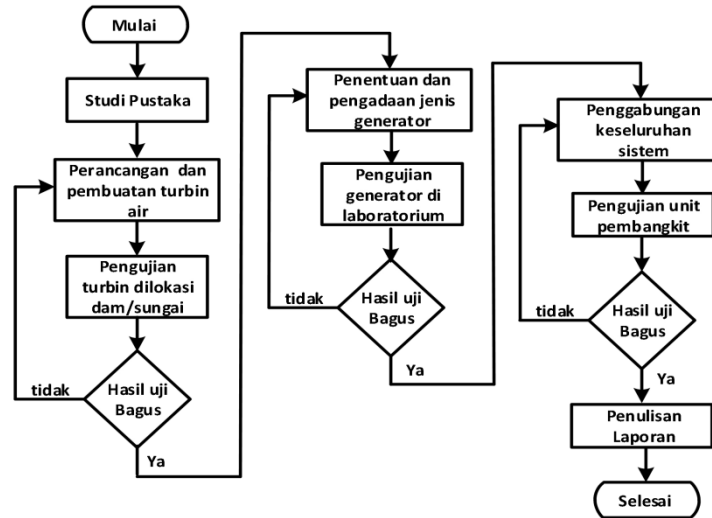 Mulai
Studi Pustaka
Perancangan dan
pembuatan turbin
air
Pengujian
turbin dilokasi
dam/sungai
tidak
Hasil uji
Bagus
Ya
Penentuan dan
pengadaan jenis
generator
Pengujian
generator di
laboratorium
tidak
Hasil uji
Bagus
Ya
Penggabungan
keseluruhan
sistem
Pengujian unit
pembangkit
tidak
Hasil uji
Bagus
Ya
Penulisan
Laporan
Selesai